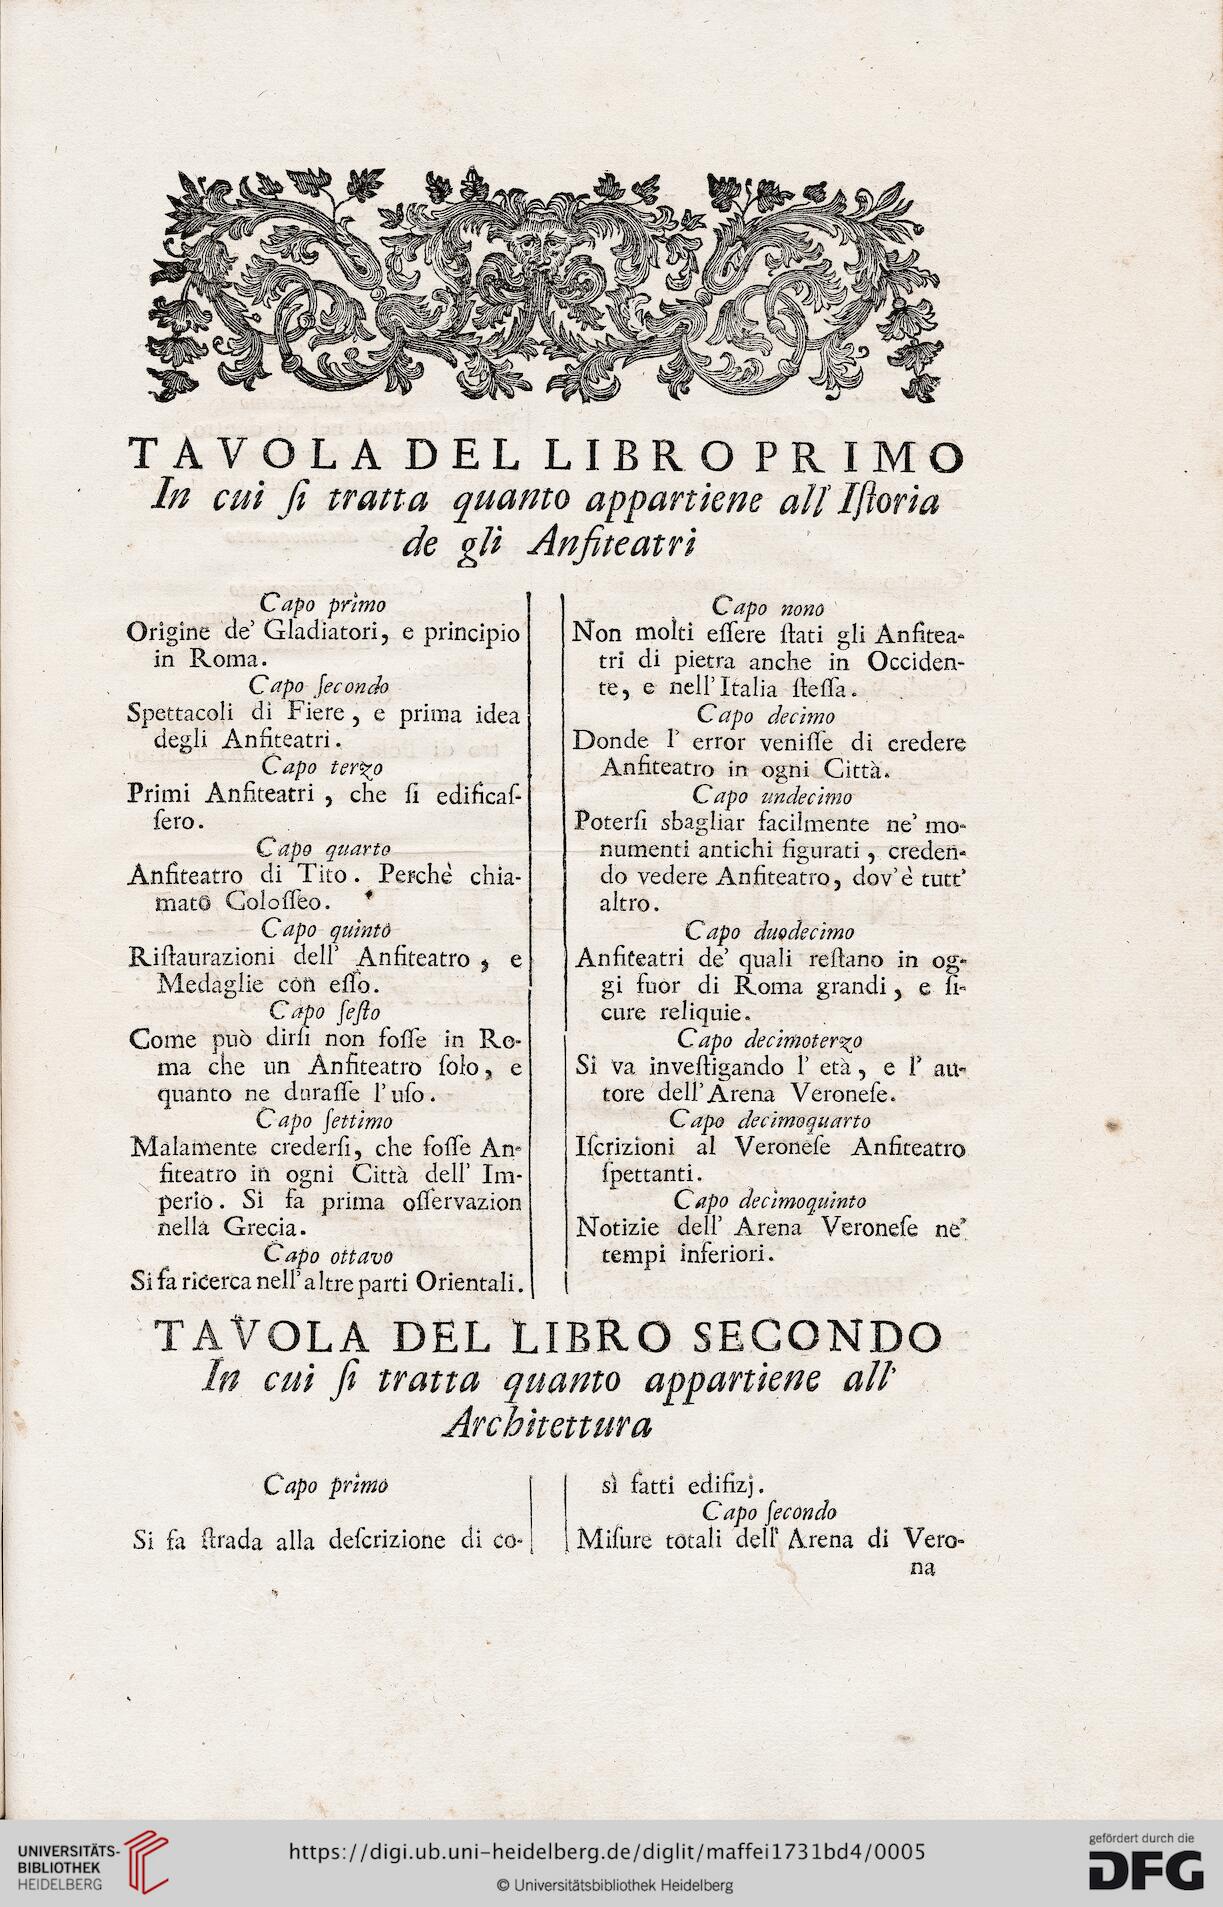 TAVOLA DEL LIBRO PRIMO
In cui ſi tratta quanto appartiene all' Iſtoria
de gli Anfiteatri
Capo primo
Origine de' Gladiatori, e principio
in Roma.
Capo ſecondo
Spettacoli di Fiere, e prima idea
degli Anfiteatri.
Capo terzo
Primi Anfiteatri, che ſi edificaſ-
ſero.
Capo quarto
Anfiteatro di Tito. Perchè chia-
mato Coloſſeo.
Capo quinto
Riſtaurazioni dell' Anfiteatro, e
Medaglie con eſſo.
Capo ſeſto
Come può dirſi non foſſe in Ro-
ma che un Anfiteatro ſolo, e
quanto ne duraſſe l'uſo.
Capo ſettimo
Malamente crederſi, che foſſe An-
fiteatro in ogni Città dell' Im-
perio. Si fa prima oſſervazion
nella Grecia.
Capo ottavo
Si fa ricerca nell'altre parti Orientali.
Capo nono
Non molti eſſere ſtati gli Anfitea-
tri di pietra anche in Occiden-
te, e nell'Italia ſteſſa.
Capo decimo
Donde l' error veniſſe di credere
Anfiteatro in ogni Città.
Capo undecimo
Poterſi sbagliar facilmente ne' mo-
numenti antichi figurati, creden-
do vedere Anfiteatro, dov'è tutt'
altro.
Capo duodecimo
Anfiteatri de' quali reſtano in og-
gi fuor di Roma grandi, e ſi-
cure reliquie.
Capo decimoterzo
Si va inveſtigando l' età, e l' au-
tore dell'Arena Veroneſe.
Capo decimoquarto
Iſcrizioni al Veroneſe Anfiteatro
ſpettanti.
Capo decimoquinto
Notizie dell' Arena Veroneſe ne'
tempi inferiori.
TAVOLA DEL LIBRO SECONDO
In cui ſi tratta quanto appartiene all'
Architettura
Capo primo
Si fa ſtrada alla deſcrizione di co-
sì fatti edifizj.
Capo ſecondo
Miſure totali dell' Arena di Vero-
na
UNIVERSITÄTS-
BIBLIOTHEK
HEIDELBERG
https://digi.ub.uni-heidelberg.de/diglit/maffei1731bd4/0005
© Universitätsbibliothek Heidelberg
gefördert durch die
DFG